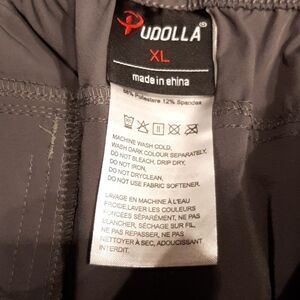 PUDOLLA®
XL
made in ehina
88% Poliestere 12% Spandex
MACHINE WASH COLD,
WASH DARK COLOUR SEPARATELY,
DO NOT BLEACH, DRIP DRY,
DO NOT IRON,
DO NOT DRYCLEAN,
DO NOT USE FABRIC SOFTENER.
LAVAGE EN MACHINE À L'EAU
FROIDE,LAVER LES COULEURS
FONCÉES SÉPARÉMENT, NE PAS
BLANCHIR, SÉCHAGE SUR FIL,
NE PAS REPASSER, NE PAS
NETTOYER À SEC, ADOUCISSANT
INTERDIT.